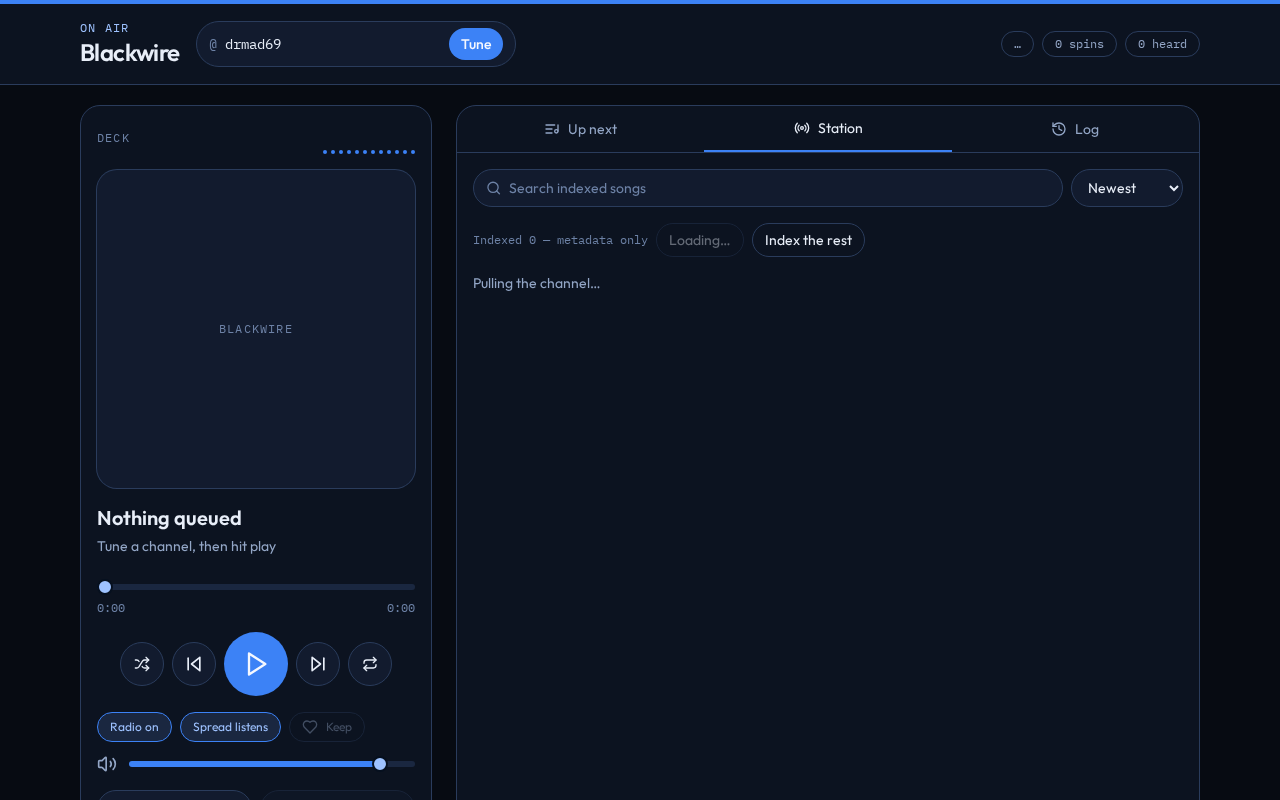 ON AIR
Blackwire
@ drmad69
Tune
…
0 spins
0 heard
DECK
BLACKWIRE
Nothing queued
Tune a channel, then hit play
0:00
0:00
Radio on
Spread listens
Keep
Up next
Station
Log
Search indexed songs
Newest
Indexed 0 — metadata only
Loading…
Index the rest
Pulling the channel…